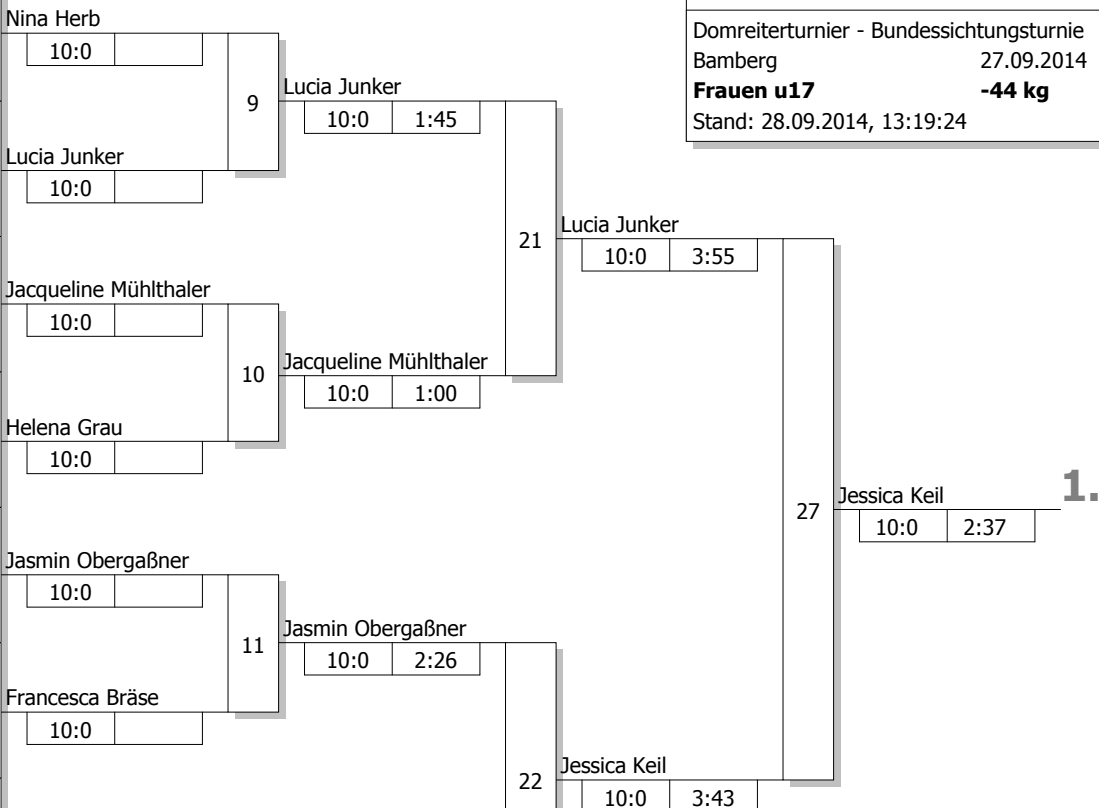 Nina Herb
10:0
Domreiterturnier - Bundessichtungsturnie
Bamberg 27.09.2014
Frauen u17 -44 kg
Stand: 28.09.2014, 13:19:24
9
Lucia Junker
10:0 1:45
Lucia Junker
10:0
21
Lucia Junker
10:0 3:55
Jacqueline Mühlthaler
10:0
10
Jacqueline Mühlthaler
10:0 1:00
Helena Grau
10:0
27
Jessica Keil
10:0 2:37
1.
Jasmin Obergaßner
10:0
11
Jasmin Obergaßner
10:0 2:26
Francesca Bräse
10:0
22
Jessica Keil
10:0 3:43